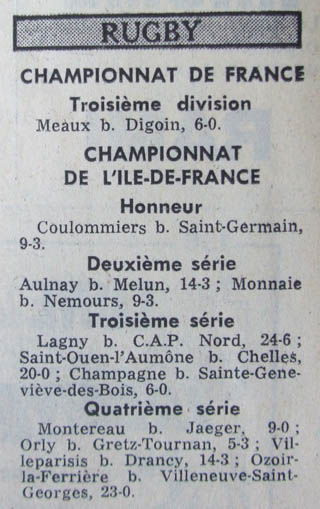 RUGBY
CHAMPIONNAT DE FRANCE
Troisième division
Meaux b. Digoin, 6-0.
CHAMPIONNAT
DE L'ILE-DE-FRANCE
Honneur
Coulommiers b. Saint-Germain,
9-3.
Deuxième série
Aulnay b. Melun, 14-3 ; Monnaie
b. Nemours, 9-3.
Troisième série
Lagny b. C.A.P. Nord, 24-6 ;
Saint-Ouen-l'Aumône b. Chelles,
20-0 ; Champagne b. Sainte-Gene-
viève-des-Bois, 6-0.
Quatrième série
Montereau b. Jaeger, 9-0 ;
Orly b. Gretz-Tournan, 5-3 ; Vil-
leparisis b. Drancy, 14-3 ; Ozoir-
la-Ferrière b. Villeneuve-Saint-
Georges, 23-0.